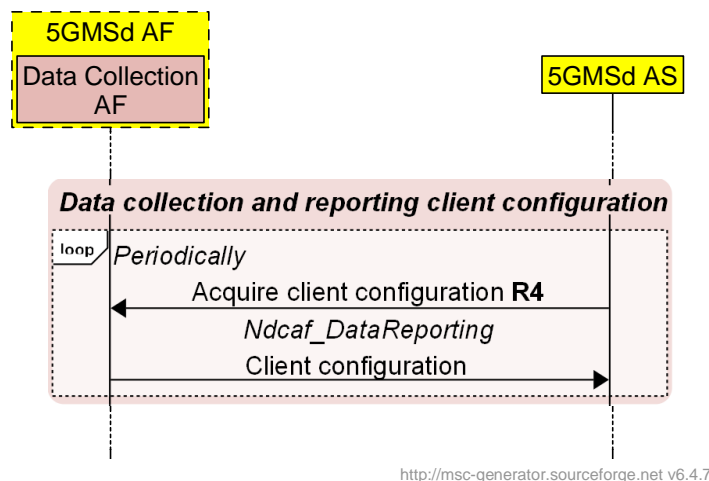 5GMSd AF
Data Collection
AF
5GMSd AS
Data collection and reporting client configuration
loop
Periodically
Acquire client configuration R4
Ndcaf_DataReporting
Client configuration
http://msc-generator.sourceforge.net v6.4.7